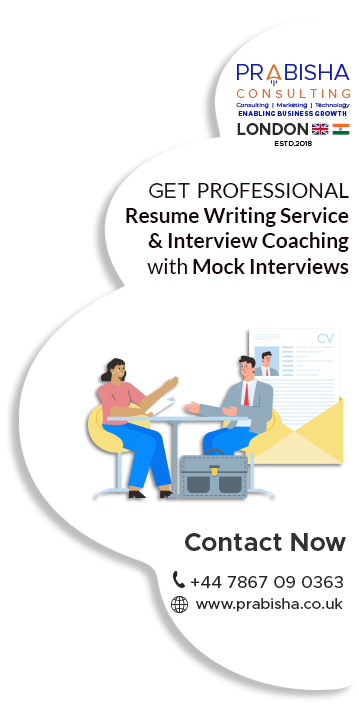 PRABISHA
CONSULTING
Consulting | Marketing | Technology
ENABLING BUSINESS GROWTH
LONDON
ESTD.2018
GET PROFESSIONAL
Resume Writing Service
& Interview Coaching
with Mock Interviews
CV
Contact Now
+44 7867 09 0363
www.prabisha.co.uk